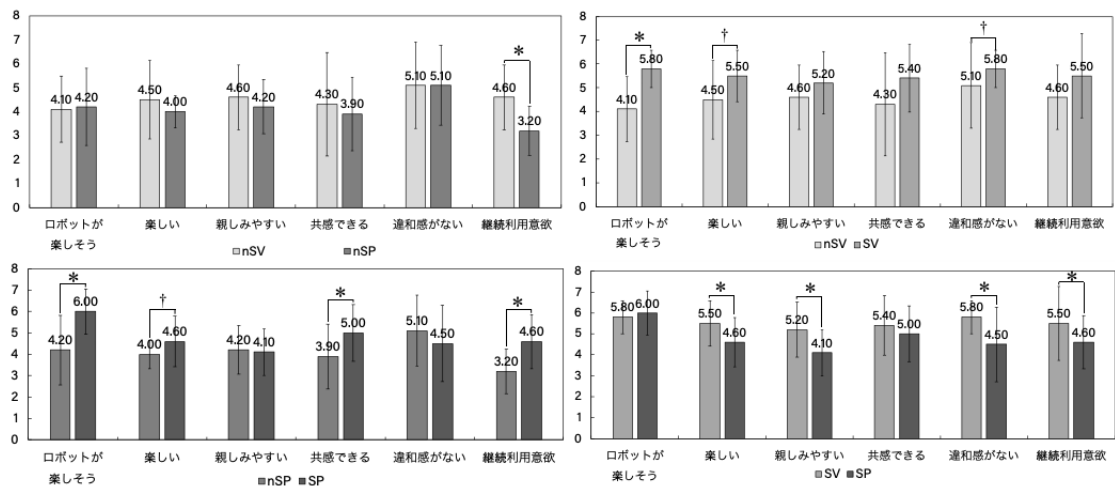 8
7
6
5
4
3
2
1
0
*
4.10 4.20 4.50 4.00 4.60 4.20 4.30 3.90 5.10 5.10 4.60 3.20
ロボットが 楽しい 親しみやすい 共感できる 違和感がない 継続利用意欲
楽しそう
nSV nSP
8
7
6
5
4
3
2
1
0
* † †
4.10 5.80 4.50 5.50 4.60 5.20 4.30 5.40 5.10 5.80 4.60 5.50
ロボットが 楽しい 親しみやすい 共感できる 違和感がない 継続利用意欲
楽しそう
nSV SV
8
7
6
5
4
3
2
1
0
* † * *
4.20 6.00 4.00 4.60 4.20 4.10 3.90 5.00 5.10 4.50 3.20 4.60
ロボットが 楽しい 親しみやすい 共感できる 違和感がない 継続利用意欲
楽しそう
nSP SP
8
7
6
5
4
3
2
1
0
* * * *
5.80 6.00 5.50 4.60 5.20 4.10 5.40 5.00 5.80 4.50 5.50 4.60
ロボットが 楽しい 親しみやすい 共感できる 違和感がない 継続利用意欲
楽しそう
SV SP